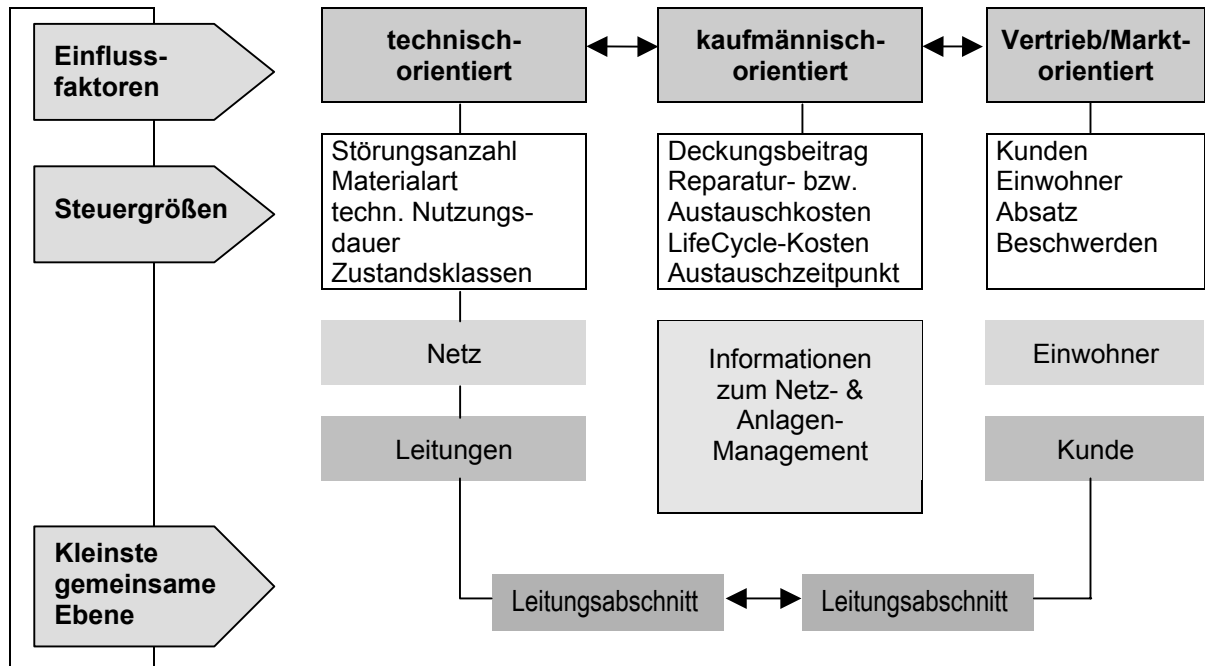 Einfluss-
faktoren
technisch-
orientiert
kaufmännisch-
orientiert
Vertrieb/Markt-
orientiert
Steuergrößen
Störungsanzahl
Materialart
techn. Nutzungs-
dauer
Zustandsklassen
Deckungsbeitrag
Reparatur- bzw.
Austauschkosten
LifeCycle-Kosten
Austauschzeitpunkt
Kunden
Einwohner
Absatz
Beschwerden
Netz
Leitungen
Informationen
zum Netz- &
Anlagen-
Management
Einwohner
Kunde
Kleinste
gemeinsame
Ebene
Leitungsabschnitt
Leitungsabschnitt